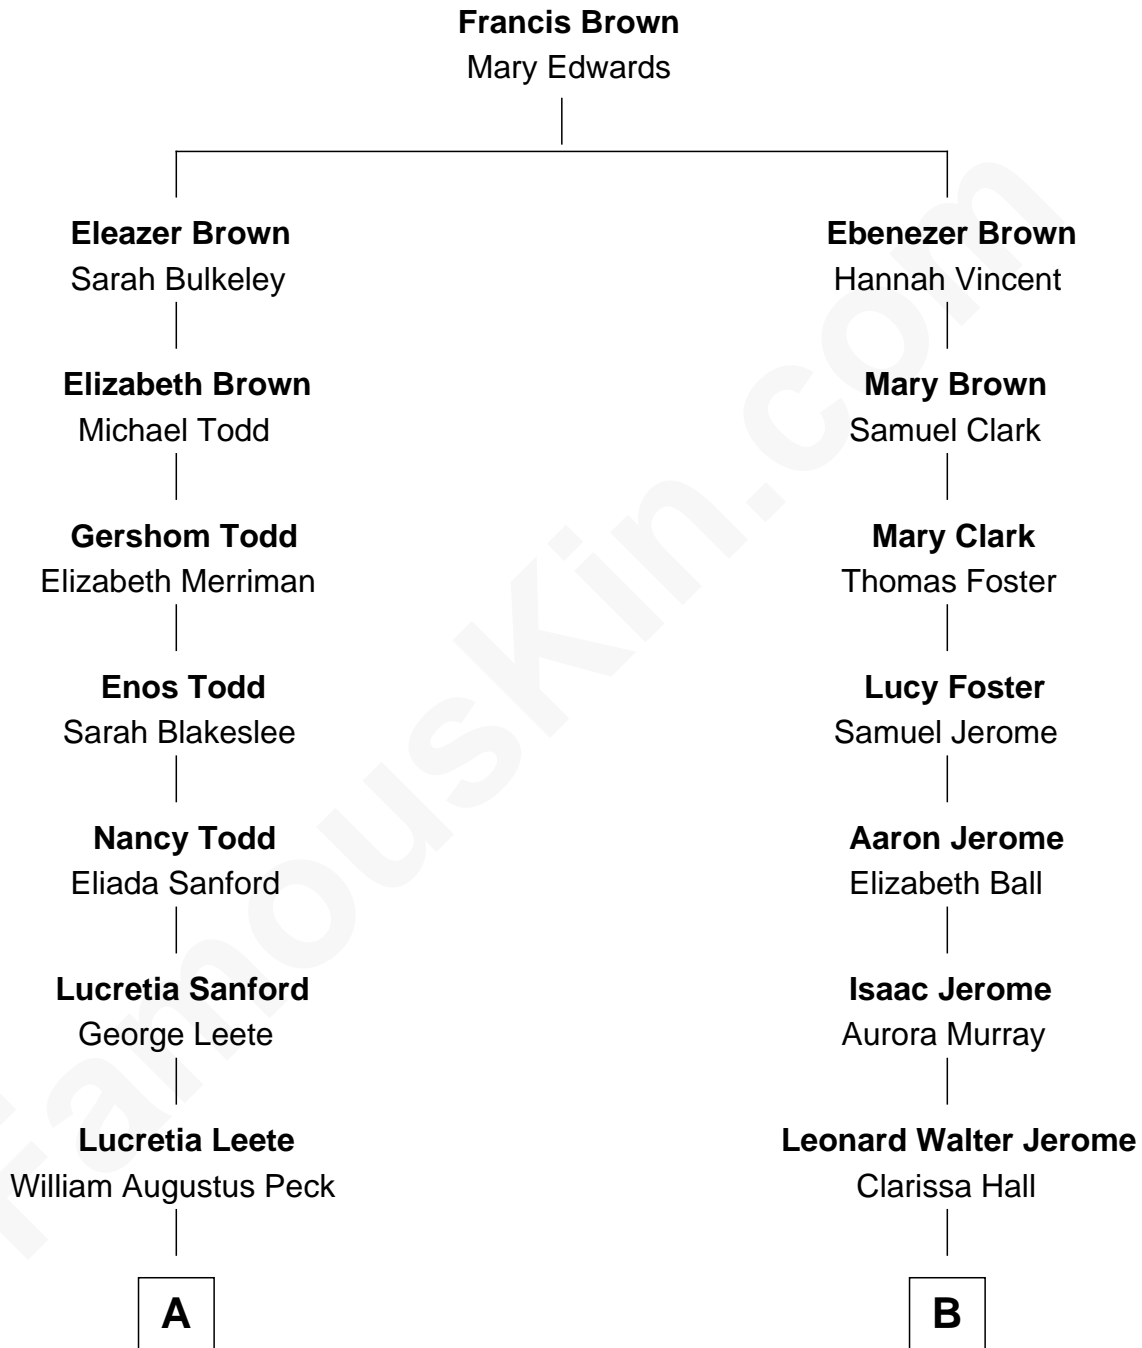 Francis Brown
Mary Edwards
Eleazer Brown
Sarah Bulkeley
Ebenezer Brown
Hannah Vincent
Elizabeth Brown
Michael Todd
Mary Brown
Samuel Clark
Gershom Todd
Elizabeth Merriman
Mary Clark
Thomas Foster
Enos Todd
Sarah Blakeslee
Lucy Foster
Samuel Jerome
Nancy Todd
Eliada Sanford
Aaron Jerome
Elizabeth Ball
Lucretia Sanford
George Leete
Isaac Jerome
Aurora Murray
Lucretia Leete
William Augustus Peck
Leonard Walter Jerome
Clarissa Hall
A
B
FamousKin.com